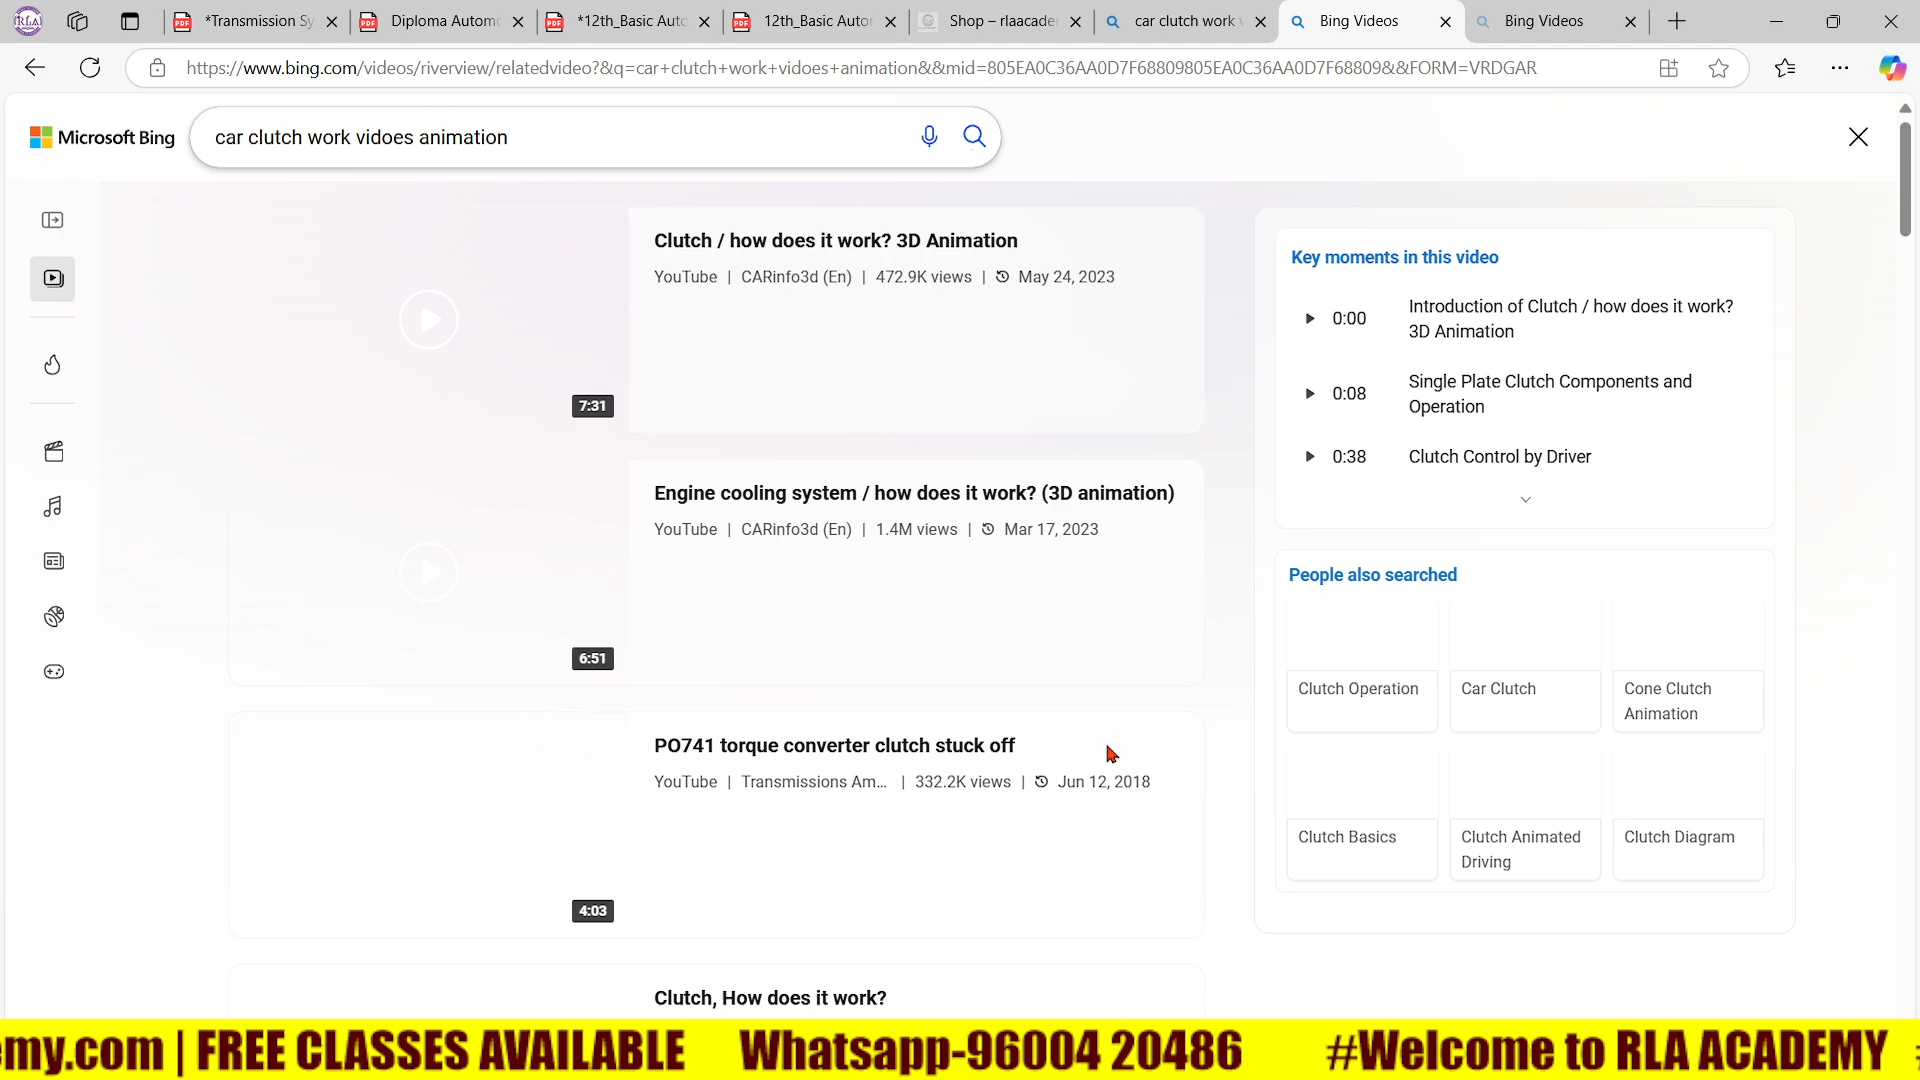 RLA
*Transmission Sy
Diploma Automo
*12th_Basic Auto
12th_Basic Autor
Shop – rlaacader
car clutch work v
Bing Videos
Bing Videos
https://www.bing.com/videos/riverview/relatedvideo?&q=car+clutch+work+vidoes+animation&&mid=805EA0C36AA0D7F68809805EA0C36AA0D7F68809&&FORM=VRDGAR
Microsoft Bing
car clutch work vidoes animation
Clutch / how does it work? 3D Animation
YouTube | CARinfo3d (En) | 472.9K views | May 24, 2023
7:31
Engine cooling system / how does it work? (3D animation)
YouTube | CARinfo3d (En) | 1.4M views | Mar 17, 2023
6:51
PO741 torque converter clutch stuck off
YouTube | Transmissions Am... | 332.2K views | Jun 12, 2018
4:03
Clutch, How does it work?
Key moments in this video
0:00 Introduction of Clutch / how does it work?
3D Animation
0:08 Single Plate Clutch Components and
Operation
0:38 Clutch Control by Driver
People also searched
Clutch Operation
Car Clutch
Cone Clutch
Animation
Clutch Basics
Clutch Animated
Driving
Clutch Diagram
emy.com | FREE CLASSES AVAILABLE Whatsapp-96004 20486 #Welcome to RLA ACADEMY